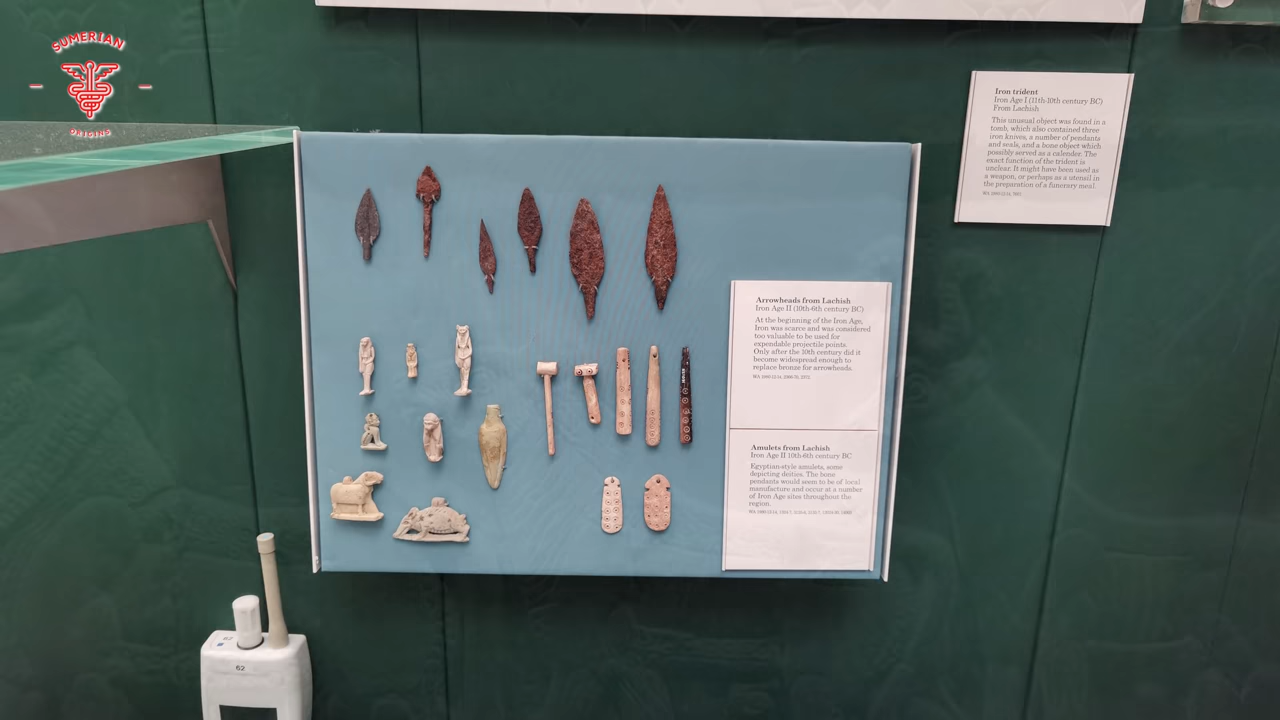 SUMERIAN
ORIGINS
Iron trident
Iron Age I (11th-10th century BC)
From Lachish
This unusual object was found in a
tomb, which also contained three
iron knives, a number of pendants
and seals, and a bone object which
possibly served as a calender. The
exact function of the trident is
unclear. It might have been used as
a weapon, or perhaps as a utensil in
the preparation of a funerary meal.
Arrowheads from Lachish
Iron Age II (10th-6th century BC)
At the beginning of the Iron Age,
Iron was scarce and was considered
too valuable to be used for
expendable projectile points.
Only after the 10th century did it
become widespread enough to
replace bronze for arrowheads.
Amulets from Lachish
Iron Age II 10th-6th century BC
Egyptian-style amulets, some
depicting deities. The bone
pendants would seem to be of local
manufacture and occur at a number
of Iron Age sites throughout the
region.
62